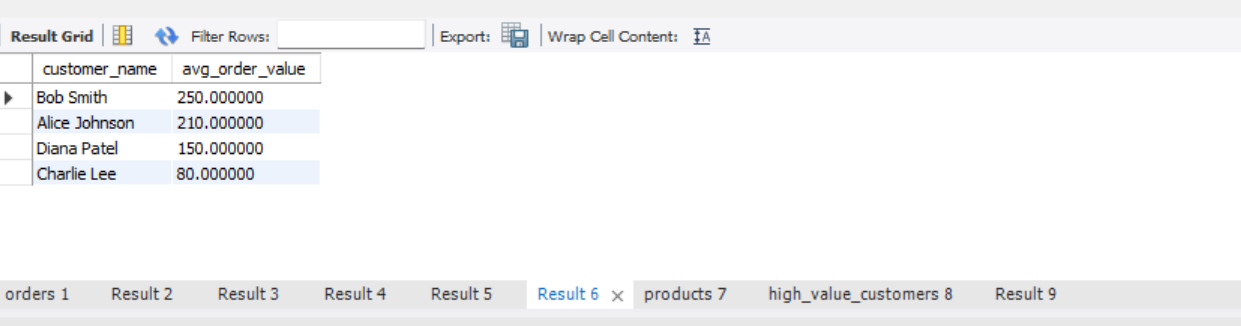 Result Grid Filter Rows: Export: Wrap Cell Content: IA
customer_name avg_order_value
Bob Smith 250.000000
Alice Johnson 210.000000
Diana Patel 150.000000
Charlie Lee 80.000000
orders 1 Result 2 Result 3 Result 4 Result 5 Result 6 × products 7 high_value_customers 8 Result 9